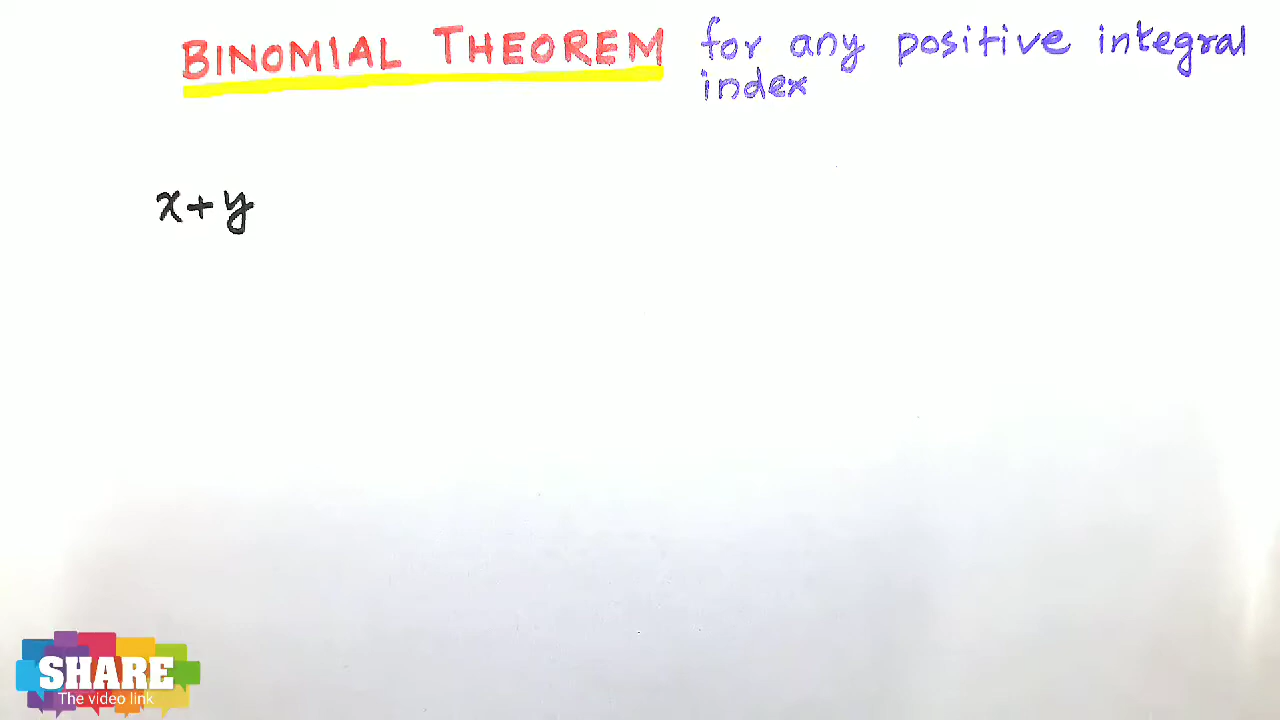 BINOMIAL THEOREM for any positive integral
index
x+y
SHARE
The video link